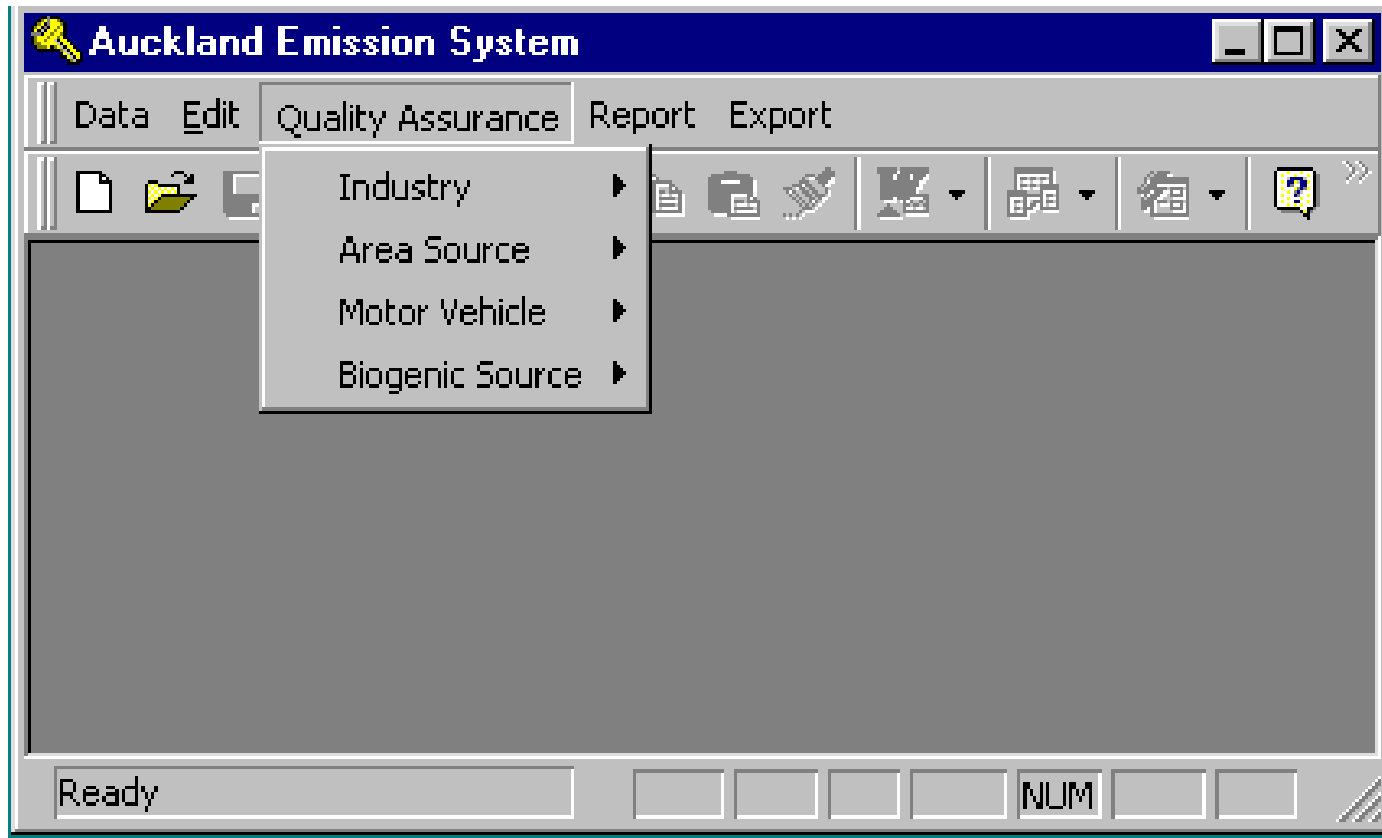 Auckland Emission System
Data Edit Quality Assurance Report Export
Industry
Area Source
Motor Vehicle
Biogenic Source
Ready NUM